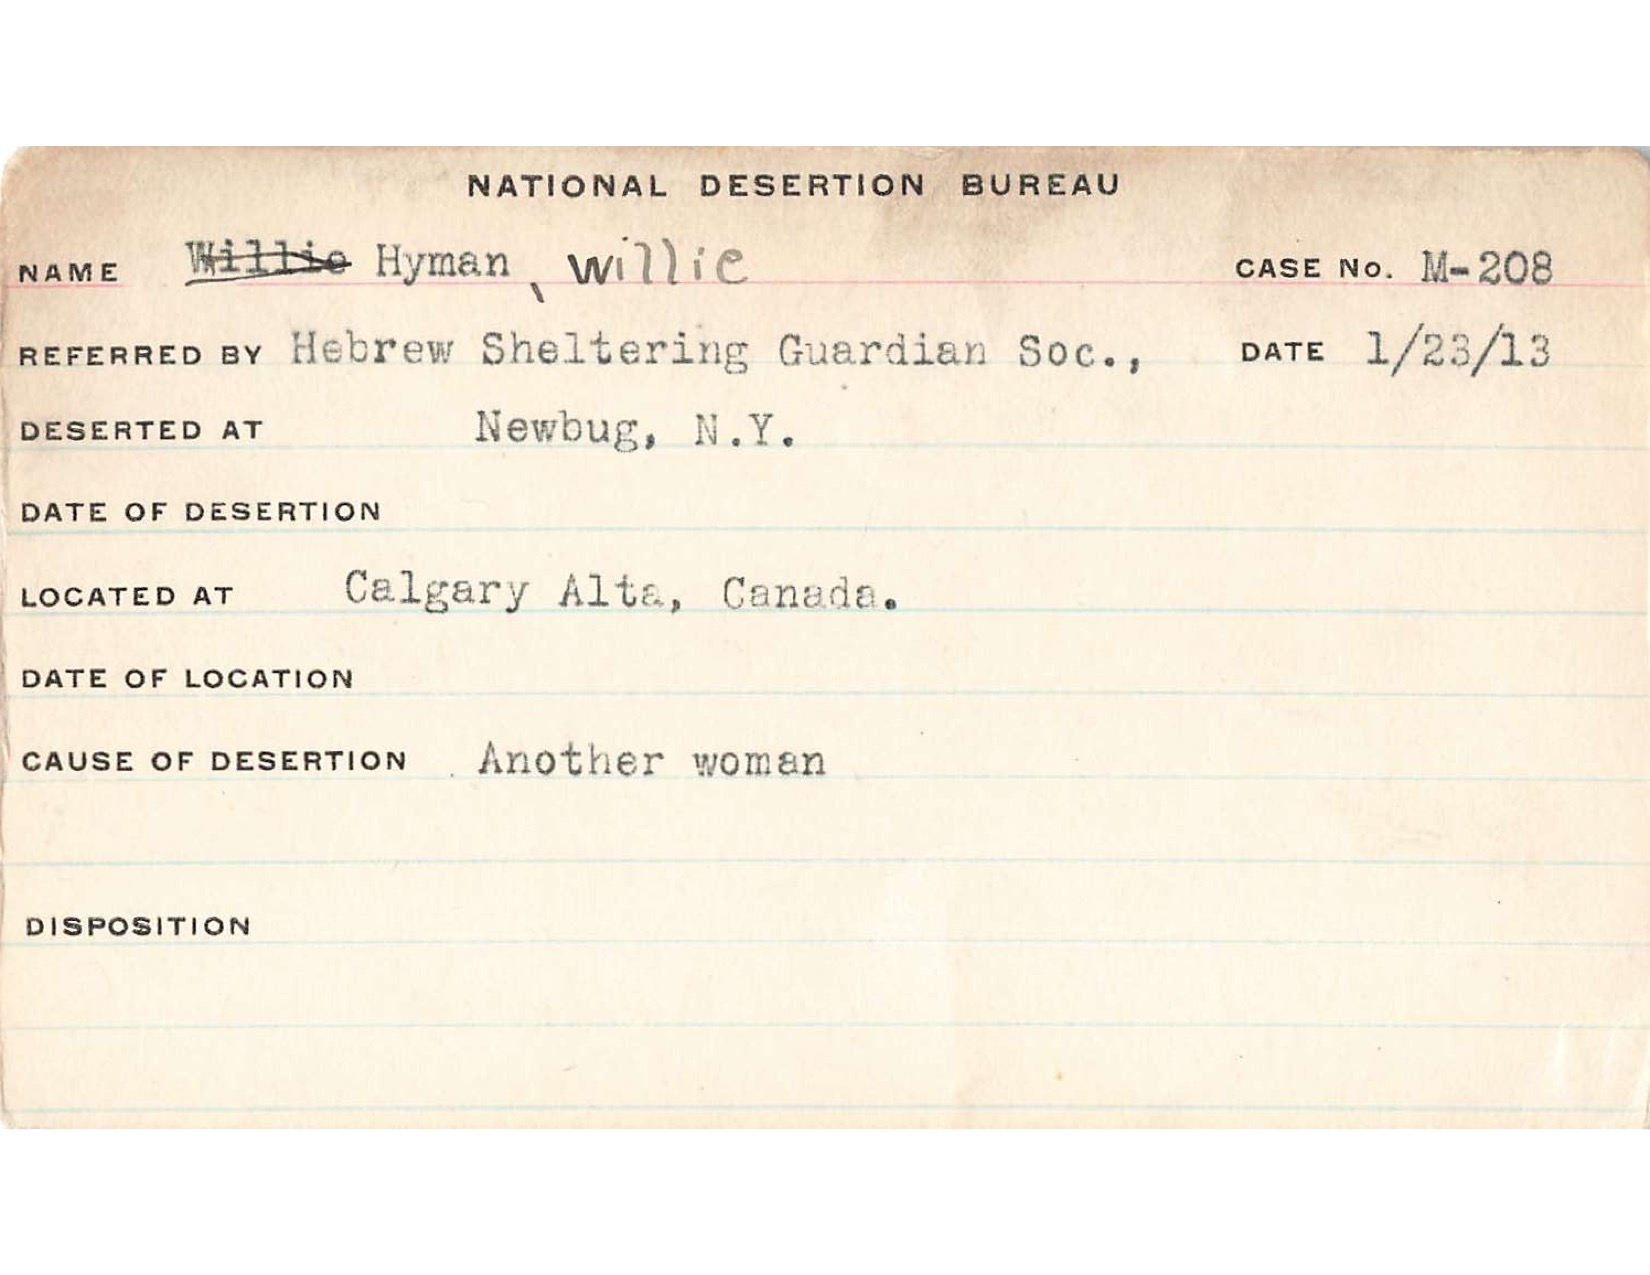 NATIONAL DESERTION BUREAU
NAME Willie Hyman, Willie CASE No. M-208
REFERRED BY Hebrew Sheltering Guardian Soc., DATE 1/23/13
DESERTED AT Newbug, N.Y.
DATE OF DESERTION
LOCATED AT Calgary Alta, Canada.
DATE OF LOCATION
CAUSE OF DESERTION Another woman
DISPOSITION